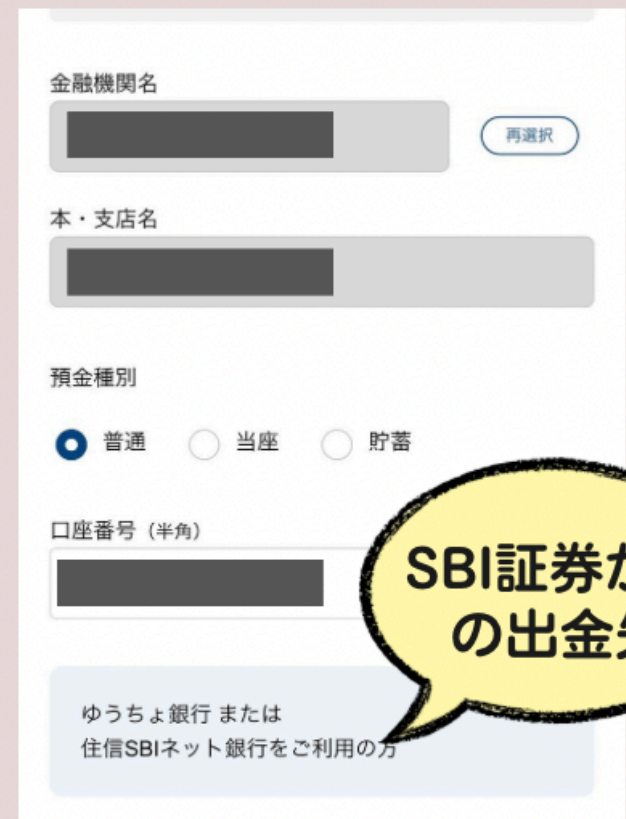 金融機関名
再選択
本・支店名
預金種別
普通 当座 貯蓄
口座番号（半角）
SBI証券か
の出金先
ゆうちょ銀行 または
住信SBIネット銀行をご利用の方